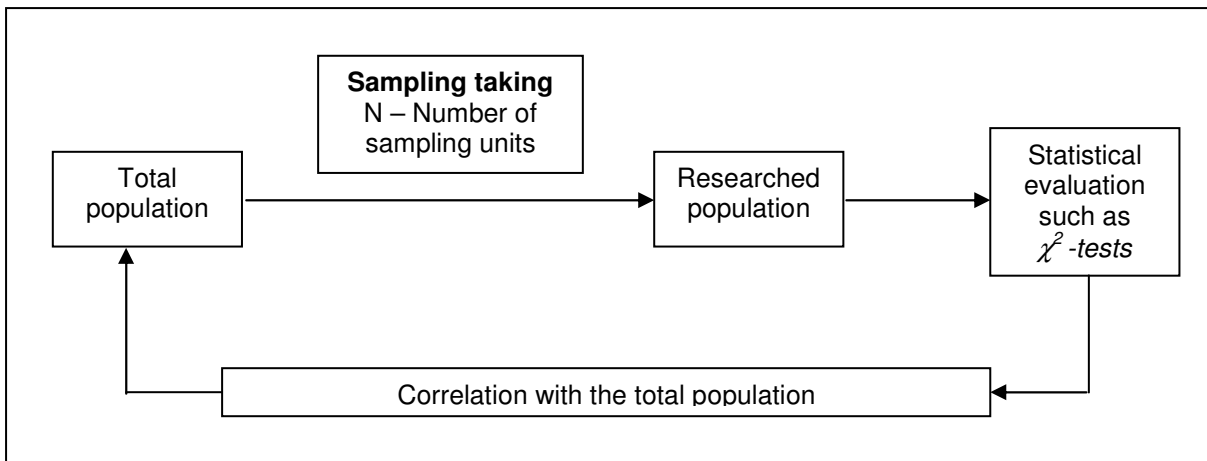 Sampling taking
N – Number of
sampling units
Total
population
Researched
population
Statistical
evaluation
such as
χ² -tests
Correlation with the total population